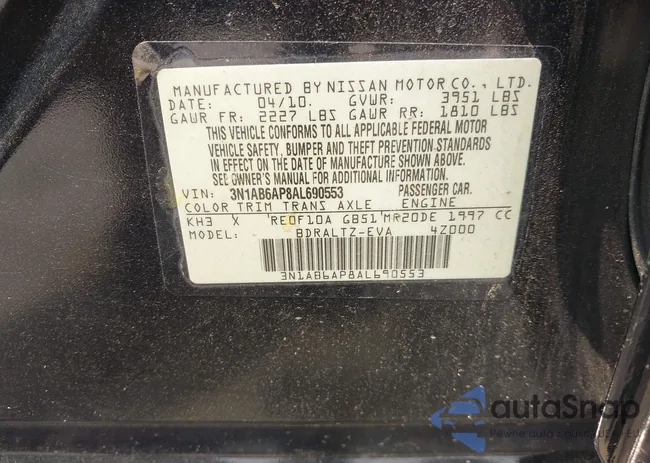 MANUFACTURED BY NISSAN MOTOR CO., LTD.
DATE: 04/10. GVWR: 3951 LBS
GAWR FR: 2227 LBS GAWR RR: 1810 LBS
THIS VEHICLE CONFORMS TO ALL APPLICABLE FEDERAL MOTOR
VEHICLE SAFETY, BUMPER AND THEFT PREVENTION STANDARDS
IN EFFECT ON THE DATE OF MANUFACTURE SHOWN ABOVE.
SEE OWNER'S MANUAL FOR ADDITIONAL INFORMATION.
VIN: 3N1AB6AP8AL690553 PASSENGER CAR.
COLOR TRIM TRANS AXLE ENGINE
KH3 X RE0F10A GB51 MR20DE 1997 CC
MODEL: BDRALTZ-EVA 4Z000
3N1AB6AP8AL690553
autaSnap
Pewne auta z